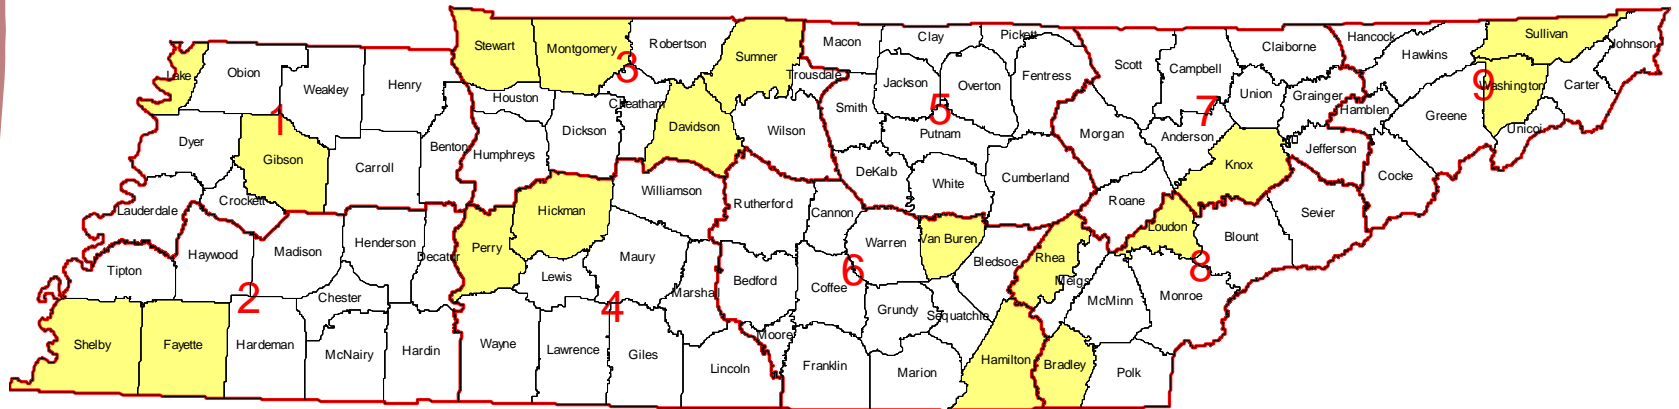 Stewart
Montgomery
Robertson
Sumner
Macon
Clay
Pickett
Scott
Campbell
Claiborne
Hancock
Hawkins
Sullivan
Johnson
Lake
Obion
Weakley
Henry
Houston
Cheatham
3
Trousdale
Jackson
Overton
Fentress
Union
Grainger
Hamblen
9
Washington
Carter
1
Dyer
Gibson
Carroll
Benton
Humphreys
Dickson
Davidson
Wilson
Smith
5
Putnam
Morgan
7
Anderson
Knox
Jefferson
Greene
Unicoi
Lauderdale
Crockett
Hickman
Williamson
Rutherford
Cannon
DeKalb
White
Cumberland
Roane
Loudon
Blount
Sevier
Cocke
Tipton
Haywood
Madison
Henderson
Decatur
Perry
Lewis
Maury
Marshall
Bedford
Coffee
6
Warren
Van Buren
Bledsoe
Rhea
Meigs
McMinn
8
Monroe
2
Chester
4
Grundy
Sequatchie
Shelby
Fayette
Hardeman
McNairy
Hardin
Wayne
Lawrence
Giles
Lincoln
Moore
Franklin
Marion
Hamilton
Bradley
Polk